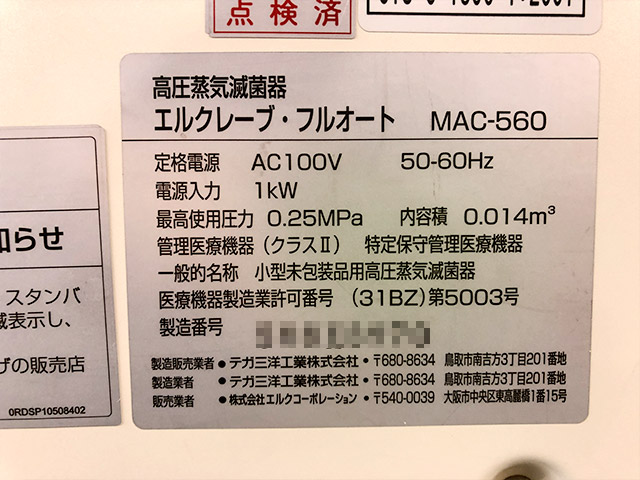 点検済
高圧蒸気滅菌器
エルクレーブ・フルオート MAC-560
定格電源 AC100V 50-60Hz
電源入力 1kW
最高使用圧力 0.25MPa 内容積 0.014m³
管理医療機器(クラスⅡ) 特定保守管理医療機器
一般的名称 小型未包装品用高圧蒸気滅菌器
医療機器製造業許可番号 (31BZ)第5003号
製造番号
製造販売業者 •テガ三洋工業株式会社•〒680-8634 鳥取市南吉方3丁目201番地
製造業者 •テガ三洋工業株式会社•〒680-8634 鳥取市南吉方3丁目201番地
販売業者 •株式会社エルクコーポレーション•〒540-0039 大阪市中央区東高麗橋1番15号
らせ
スタンバ
表示し、
げの販売店
0RDSP10508402